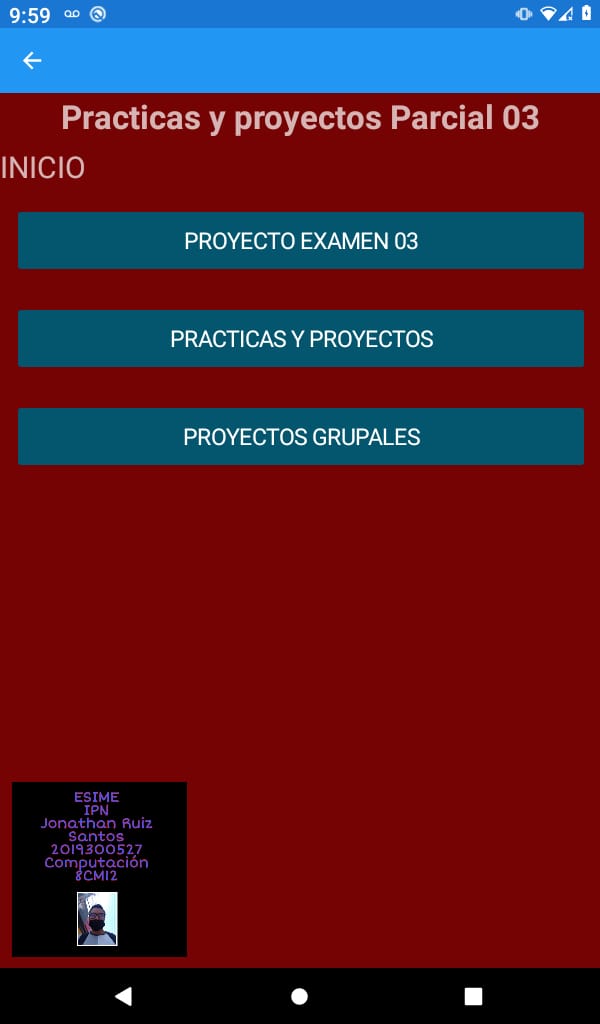 9:59
Practicas y proyectos Parcial 03
INICIO
PROYECTO EXAMEN 03
PRACTICAS Y PROYECTOS
PROYECTOS GRUPALES
ESIME
IPN
Jonathan Ruiz
Santos
2019300527
Computación
8CM12